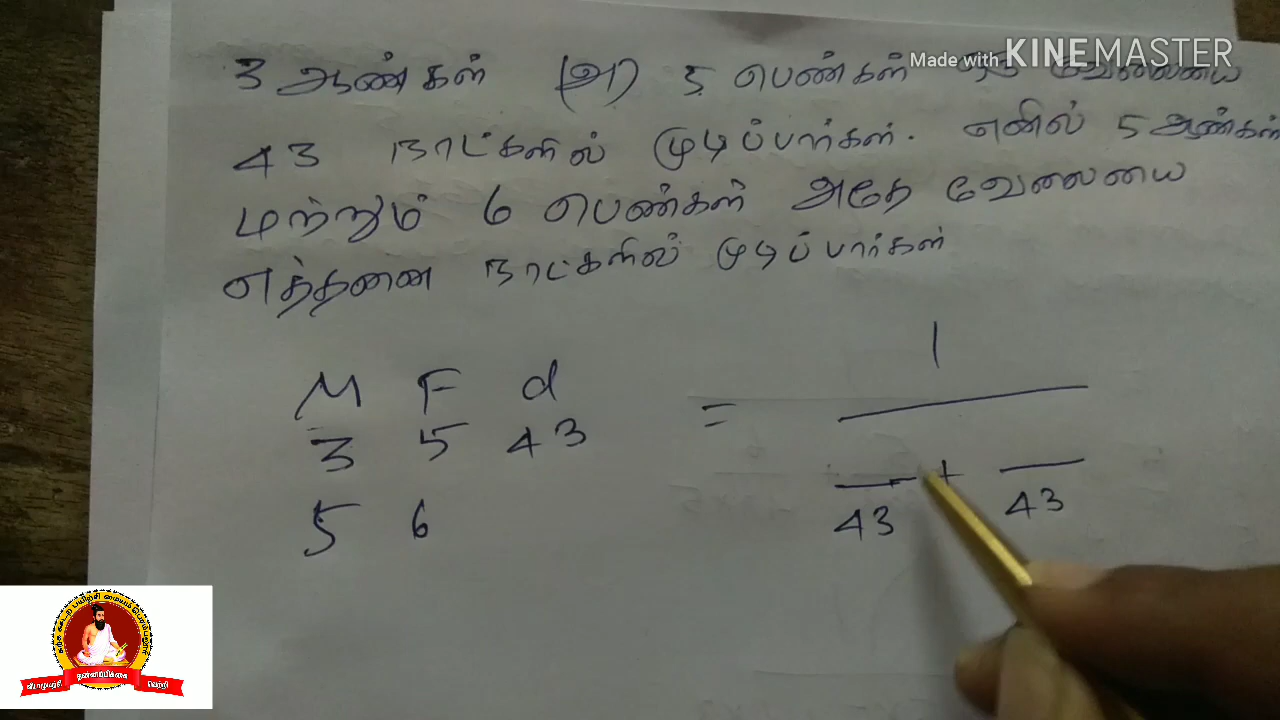 Made with KINEMASTER
3 ஆண்கள் (அ) 5 பெண்கள் ஒரு வேலையை
43 நாட்களில் முடிப்பார்கள். எனில் 5 ஆண்கள்
மற்றும் 6 பெண்கள் அதே வேலையை
எத்தனை நாட்களில் முடிப்பார்கள்
M F d
3 5 43
5 6
= 1
+
43 43